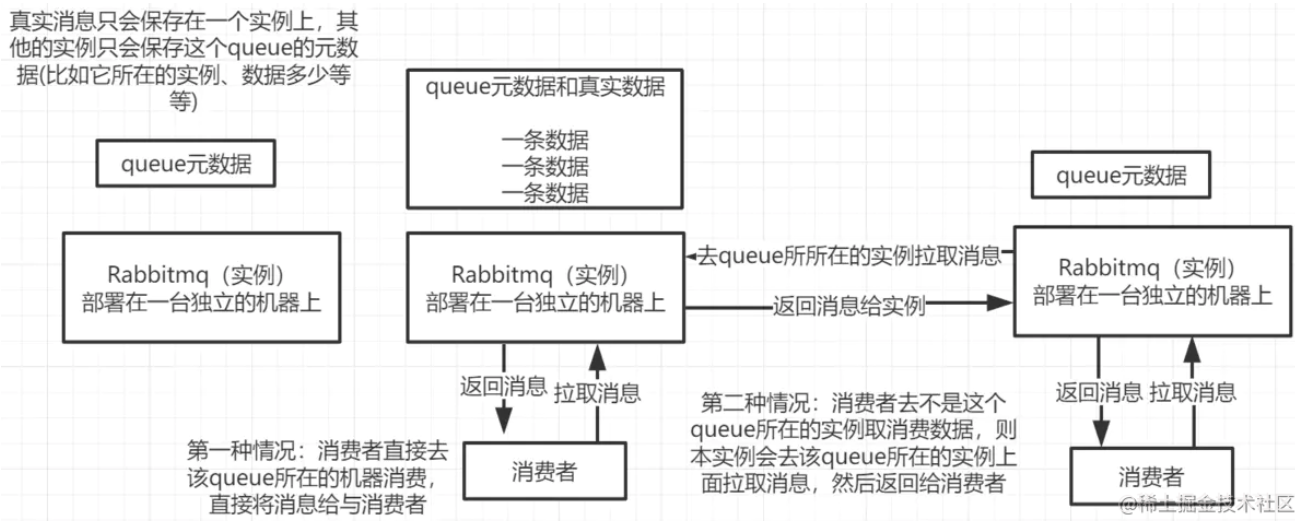 真实消息只会保存在一个实例上，其
他的实例只会保存这个queue的元数
据(比如它所在的实例、数据多少等
等)
queue元数据
queue元数据和真实数据
一条数据
一条数据
一条数据
queue元数据
Rabbitmq（实例）
部署在一台独立的机器上
Rabbitmq（实例）
部署在一台独立的机器上
去queue所所在的实例拉取消息
返回消息给实例
Rabbitmq（实例）
部署在一台独立的机器上
返回消息
拉取消息
返回消息
拉取消息
第一种情况：消费者直接去
该queue所在的机器消费，
直接将消息给与消费者
消费者
第二种情况：消费者去不是这个
queue所在的实例取消费数据，则
本实例会去该queue所在的实例上
面拉取消息，然后返回给消费者
消费者
@稀土掘金技术社区